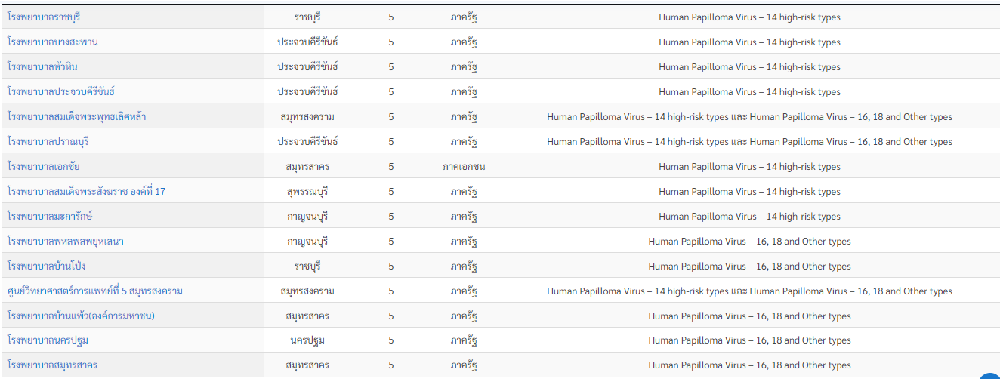 โรงพยาบาลราชบุรี ราชบุรี 5 ภาครัฐ Human Papilloma Virus – 14 high-risk types
โรงพยาบาลบางสะพาน ประจวบคีรีขันธ์ 5 ภาครัฐ Human Papilloma Virus – 14 high-risk types
โรงพยาบาลหัวหิน ประจวบคีรีขันธ์ 5 ภาครัฐ Human Papilloma Virus – 14 high-risk types
โรงพยาบาลประจวบคีรีขันธ์ ประจวบคีรีขันธ์ 5 ภาครัฐ Human Papilloma Virus – 14 high-risk types
โรงพยาบาลสมเด็จพระพุทธเลิศหล้า สมุทรสงคราม 5 ภาครัฐ Human Papilloma Virus – 14 high-risk types และ Human Papilloma Virus – 16, 18 and Other types
โรงพยาบาลปราณบุรี ประจวบคีรีขันธ์ 5 ภาครัฐ Human Papilloma Virus – 14 high-risk types และ Human Papilloma Virus – 16, 18 and Other types
โรงพยาบาลเอกชัย สมุทรสาคร 5 ภาคเอกชน Human Papilloma Virus – 14 high-risk types
โรงพยาบาลสมเด็จพระสังฆราช องค์ที่ 17 สุพรรณบุรี 5 ภาครัฐ Human Papilloma Virus – 14 high-risk types
โรงพยาบาลมะการักษ์ กาญจนบุรี 5 ภาครัฐ Human Papilloma Virus – 14 high-risk types
โรงพยาบาลพหลพลพยุหเสนา กาญจนบุรี 5 ภาครัฐ Human Papilloma Virus – 16, 18 and Other types
โรงพยาบาลบ้านโป่ง ราชบุรี 5 ภาครัฐ Human Papilloma Virus – 16, 18 and Other types
ศูนย์วิทยาศาสตร์การแพทย์ที่ 5 สมุทรสงคราม สมุทรสงคราม 5 ภาครัฐ Human Papilloma Virus – 14 high-risk types และ Human Papilloma Virus – 16, 18 and Other types
โรงพยาบาลบ้านแพ้ว(องค์การมหาชน) สมุทรสาคร 5 ภาครัฐ Human Papilloma Virus – 16, 18 and Other types
โรงพยาบาลนครปฐม นครปฐม 5 ภาครัฐ Human Papilloma Virus – 16, 18 and Other types
โรงพยาบาลสมุทรสาคร สมุทรสาคร 5 ภาครัฐ Human Papilloma Virus – 16, 18 and Other types